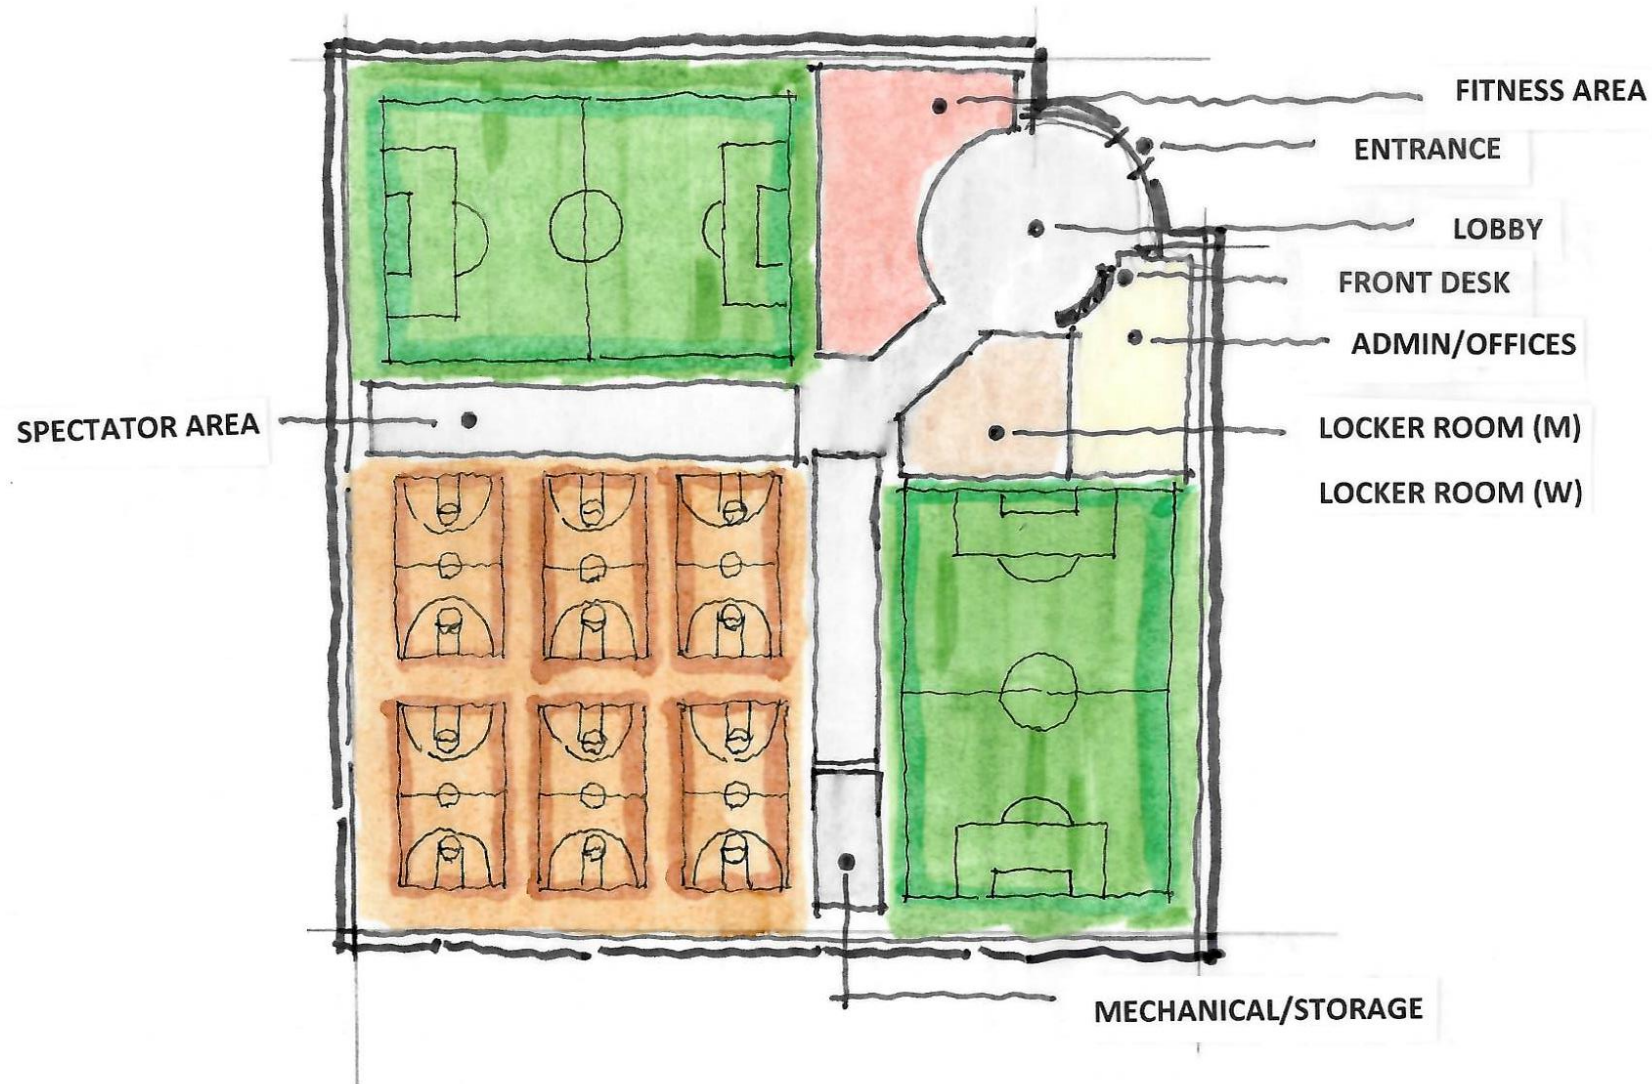 FITNESS AREA
ENTRANCE
LOBBY
FRONT DESK
ADMIN/OFFICES
SPECTATOR AREA
LOCKER ROOM (M)
LOCKER ROOM (W)
MECHANICAL/STORAGE